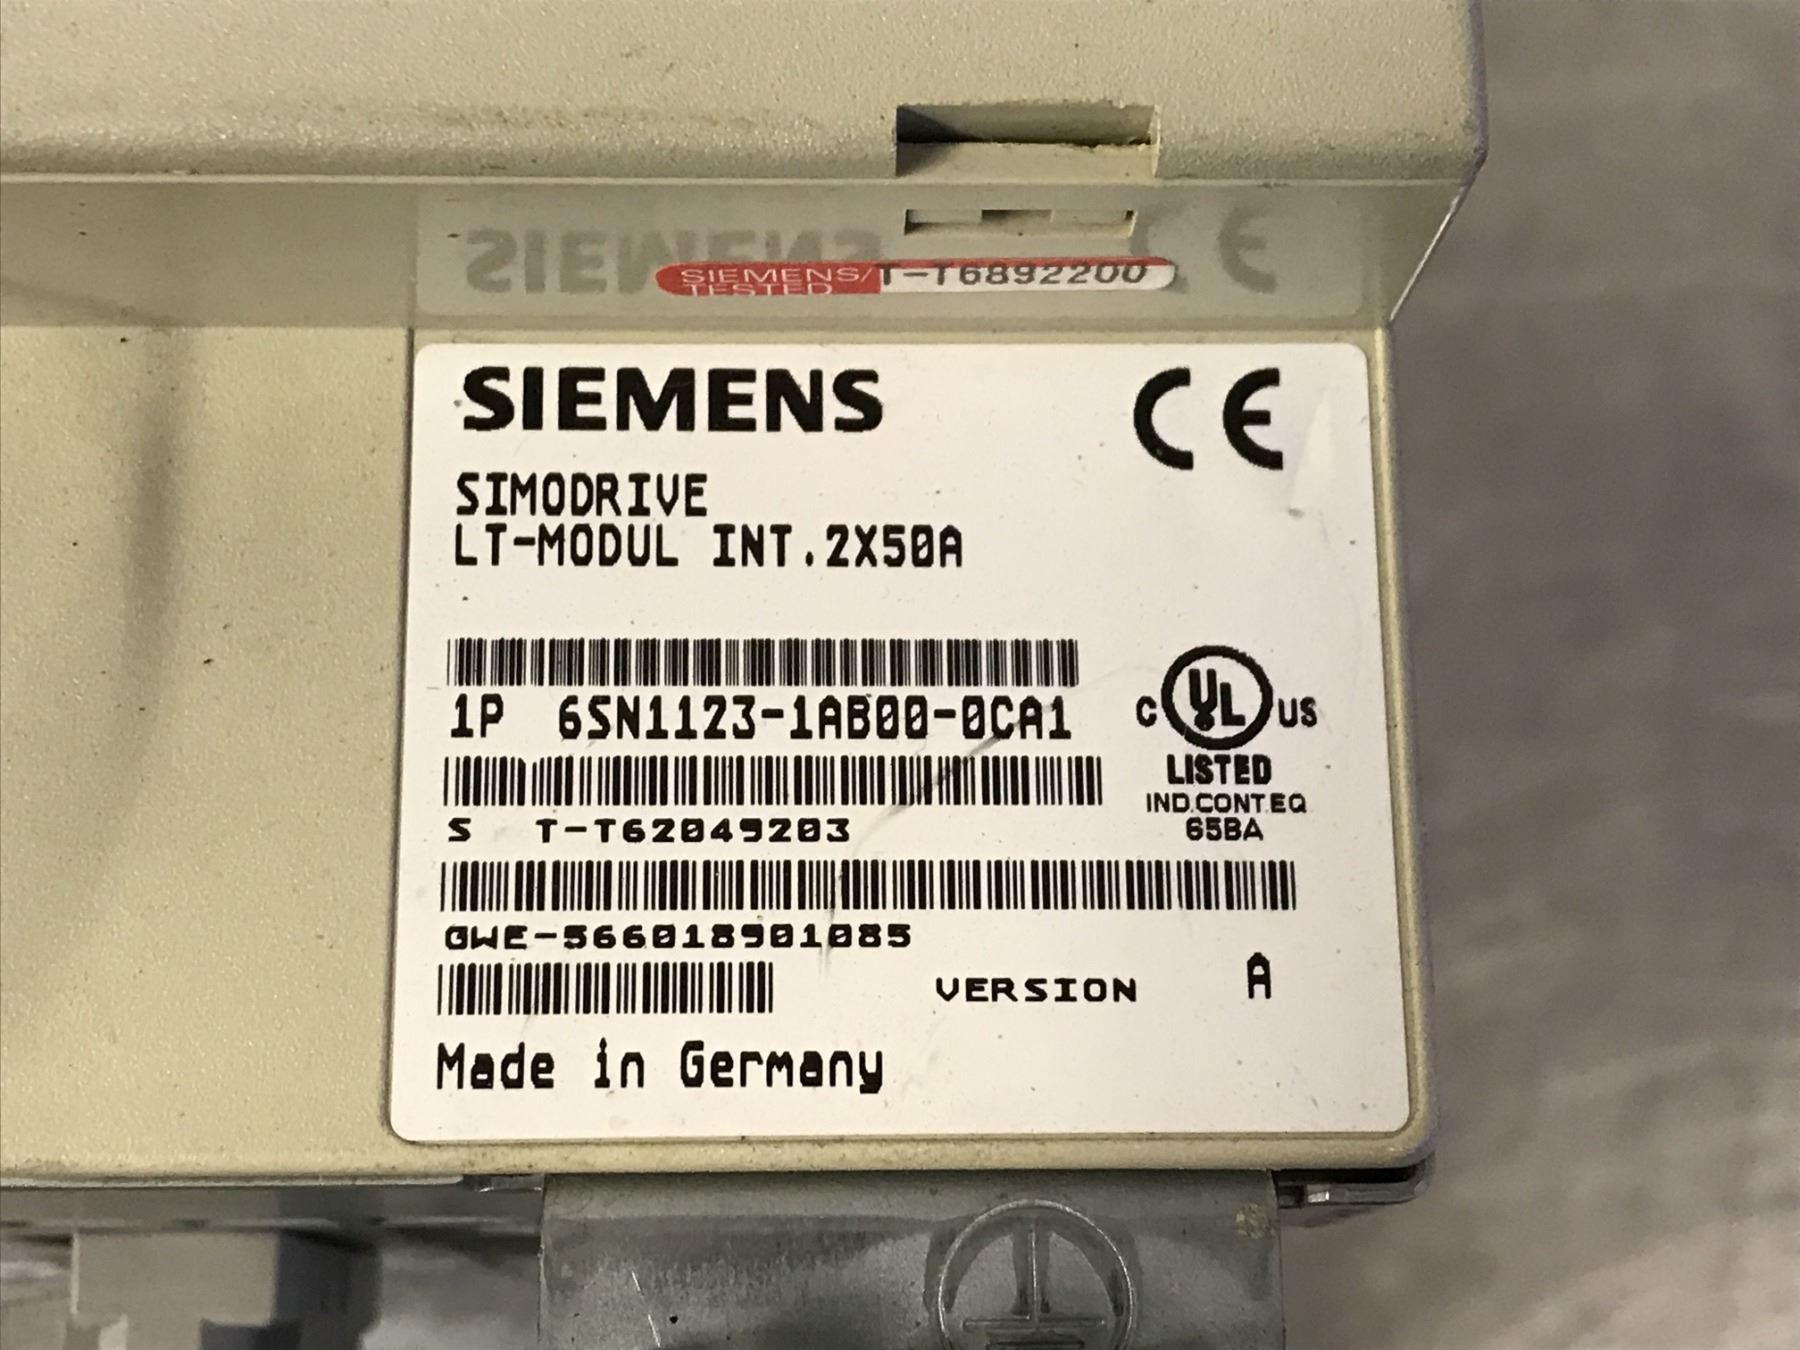 SIEMENS/ T-T6892200
TESTED
SIEMENS CE
SIMODRIVE
LT-MODUL INT.2X50A
1P 6SN1123-1AB00-0CA1
C UL US
LISTED
IND.CONT.EQ
65BA
S T-T62049203
GWE-566018901085
VERSION A
Made in Germany